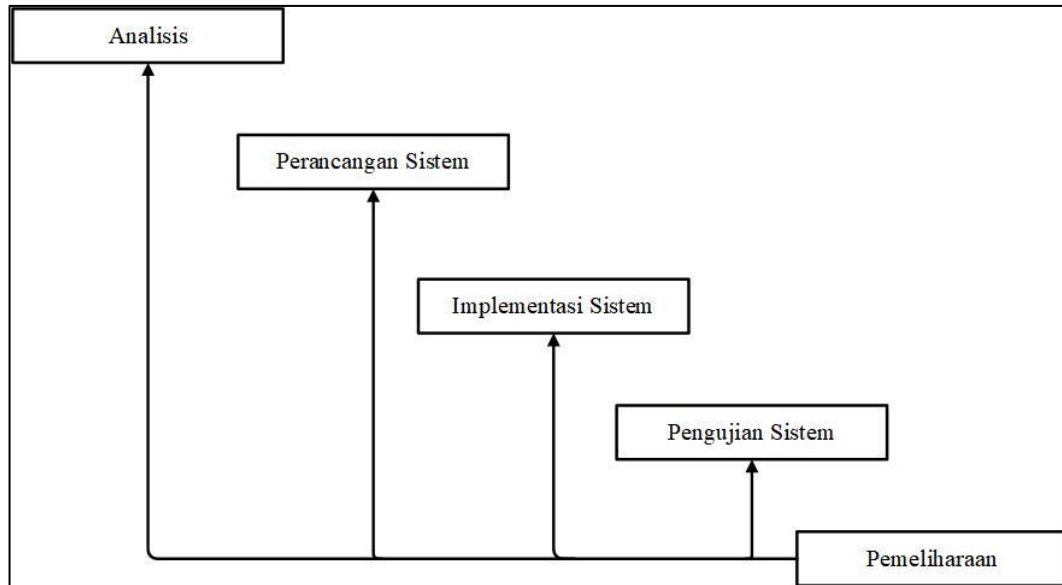 Analisis
Perancangan Sistem
Implementasi Sistem
Pengujian Sistem
Pemeliharaan